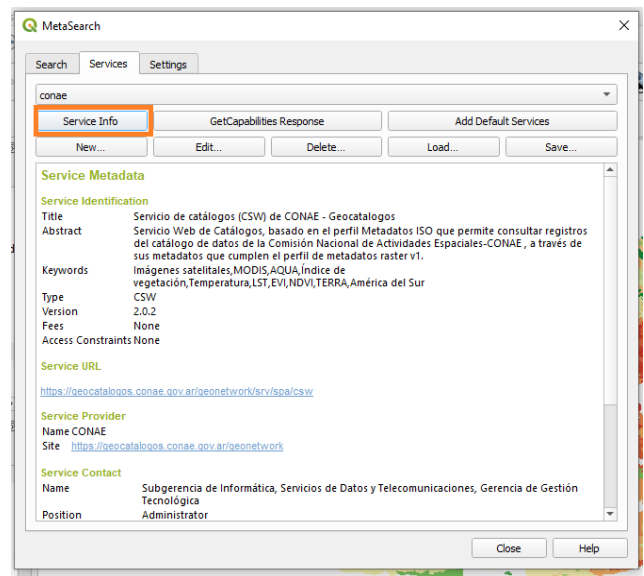 MetaSearch
Search Services Settings
conae
Service Info GetCapabilities Response Add Default Services
New... Edit... Delete... Load... Save...
Service Metadata
Service Identification
Title Servicio de catálogos (CSW) de CONAE - Geocatalogos
Abstract Servicio Web de Catálogos, basado en el perfil Metadatos ISO que permite consultar registros
del catálogo de datos de la Comisión Nacional de Actividades Espaciales-CONAE , a través de
sus metadatos que cumplen el perfil de metadatos raster v1.
Keywords Imágenes satelitales,MODIS,AQUA,Índice de
vegetación,Temperatura,LST,EVI,NDVI,TERRA,América del Sur
Type CSW
Version 2.0.2
Fees None
Access Constraints None
Service URL
https://geocatalogos.conae.gov.ar/geonetwork/srv/spa/csw
Service Provider
Name CONAE
Site https://geocatalogos.conae.gov.ar/geonetwork
Service Contact
Name Subgerencia de Informática, Servicios de Datos y Telecomunicaciones, Gerencia de Gestión
Tecnológica
Position Administrator
Close Help